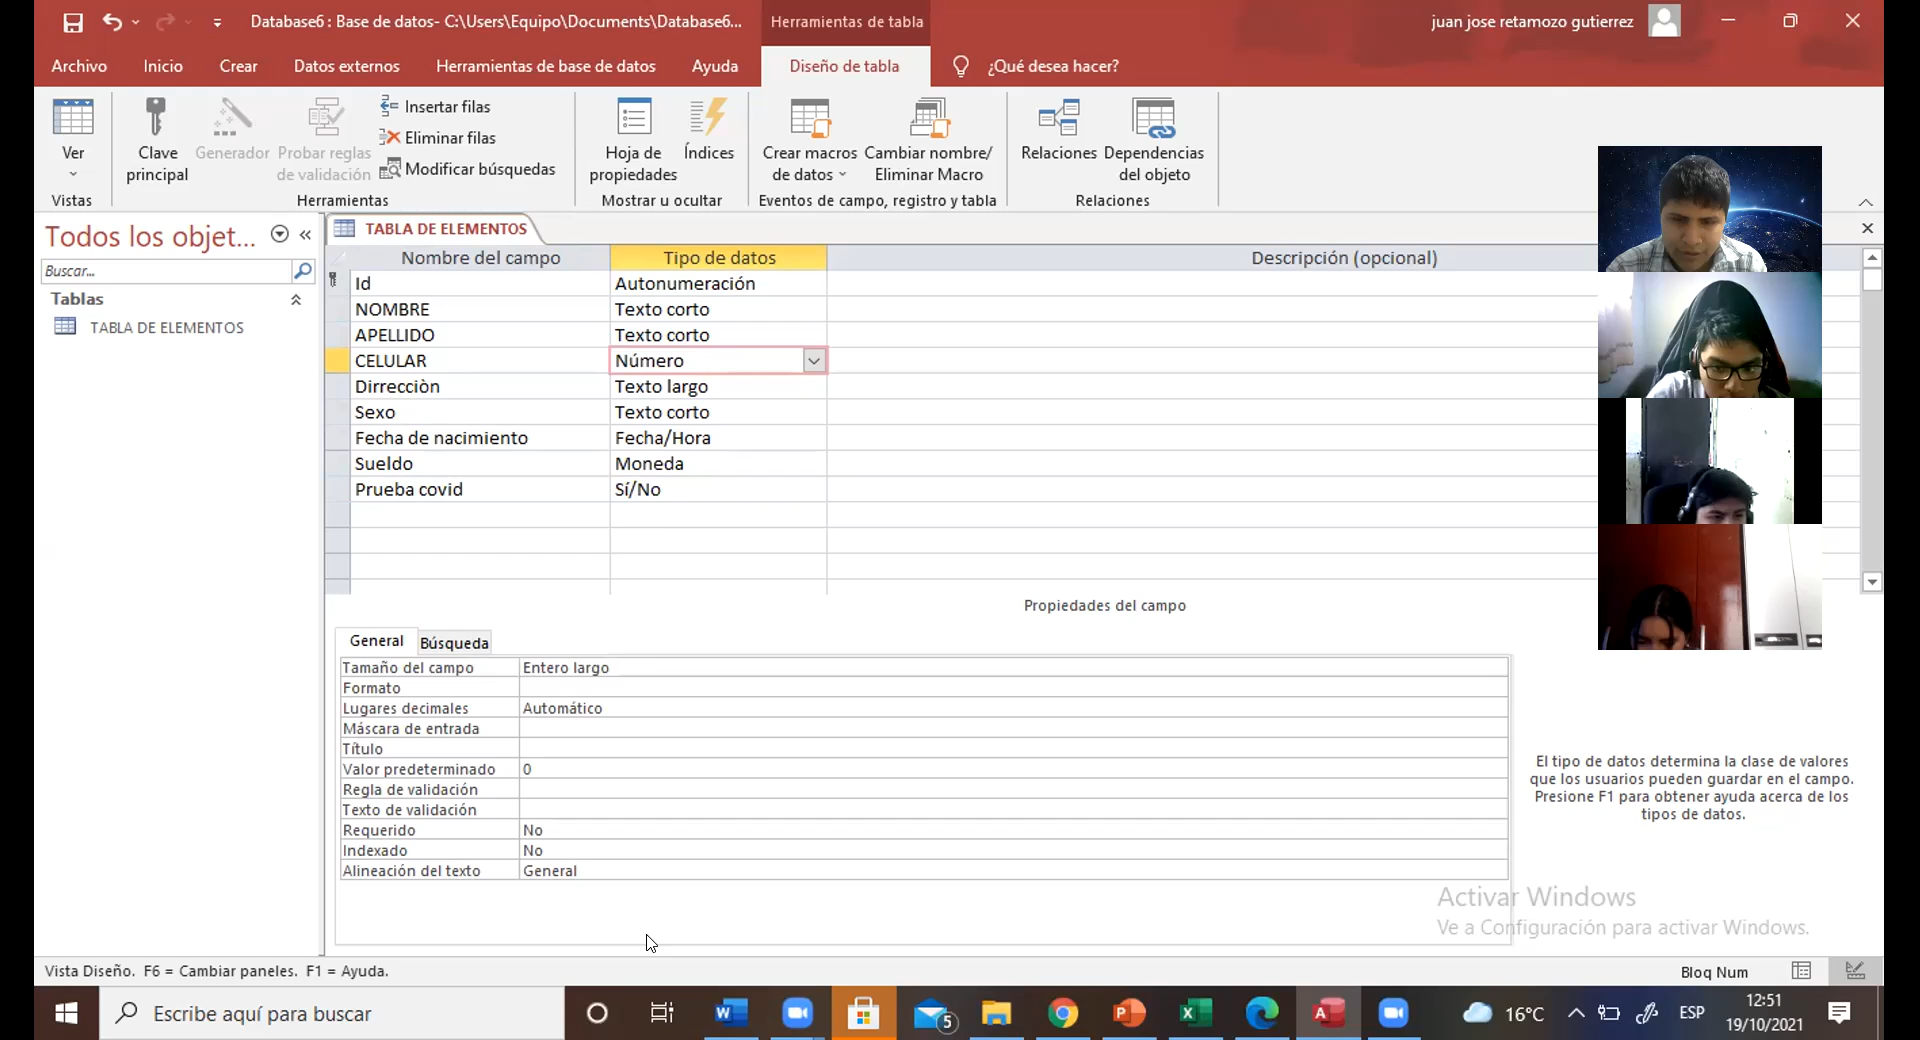 Database6 : Base de datos- C:\Users\Equipo\Documents\Database6...
Herramientas de tabla
juan jose retamozo gutierrez
Archivo
Inicio
Crear
Datos externos
Herramientas de base de datos
Ayuda
Diseño de tabla
¿Qué desea hacer?
Ver
Vistas
Clave
principal
Generador
Probar reglas
de validación
Insertar filas
Eliminar filas
Modificar búsquedas
Herramientas
Hoja de
propiedades
Índices
Mostrar u ocultar
Crear macros
de datos
Cambiar nombre/
Eliminar Macro
Eventos de campo, registro y tabla
Relaciones
Dependencias
del objeto
Relaciones
Todos los objet...
Buscar...
Tablas
TABLA DE ELEMENTOS
TABLA DE ELEMENTOS
Nombre del campo Tipo de datos Descripción (opcional)
Id Autonumeración
NOMBRE Texto corto
APELLIDO Texto corto
CELULAR Número
Dirrecciòn Texto largo
Sexo Texto corto
Fecha de nacimiento Fecha/Hora
Sueldo Moneda
Prueba covid Sí/No
Propiedades del campo
General Búsqueda
Tamaño del campo Entero largo
Formato
Lugares decimales Automático
Máscara de entrada
Título
Valor predeterminado 0
Regla de validación
Texto de validación
Requerido No
Indexado No
Alineación del texto General
El tipo de datos determina la clase de valores
que los usuarios pueden guardar en el campo.
Presione F1 para obtener ayuda acerca de los
tipos de datos.
Activar Windows
Ve a Configuración para activar Windows.
Vista Diseño. F6 = Cambiar paneles. F1 = Ayuda.
Bloq Num
Escribe aquí para buscar
5
16°C
ESP
12:51
19/10/2021